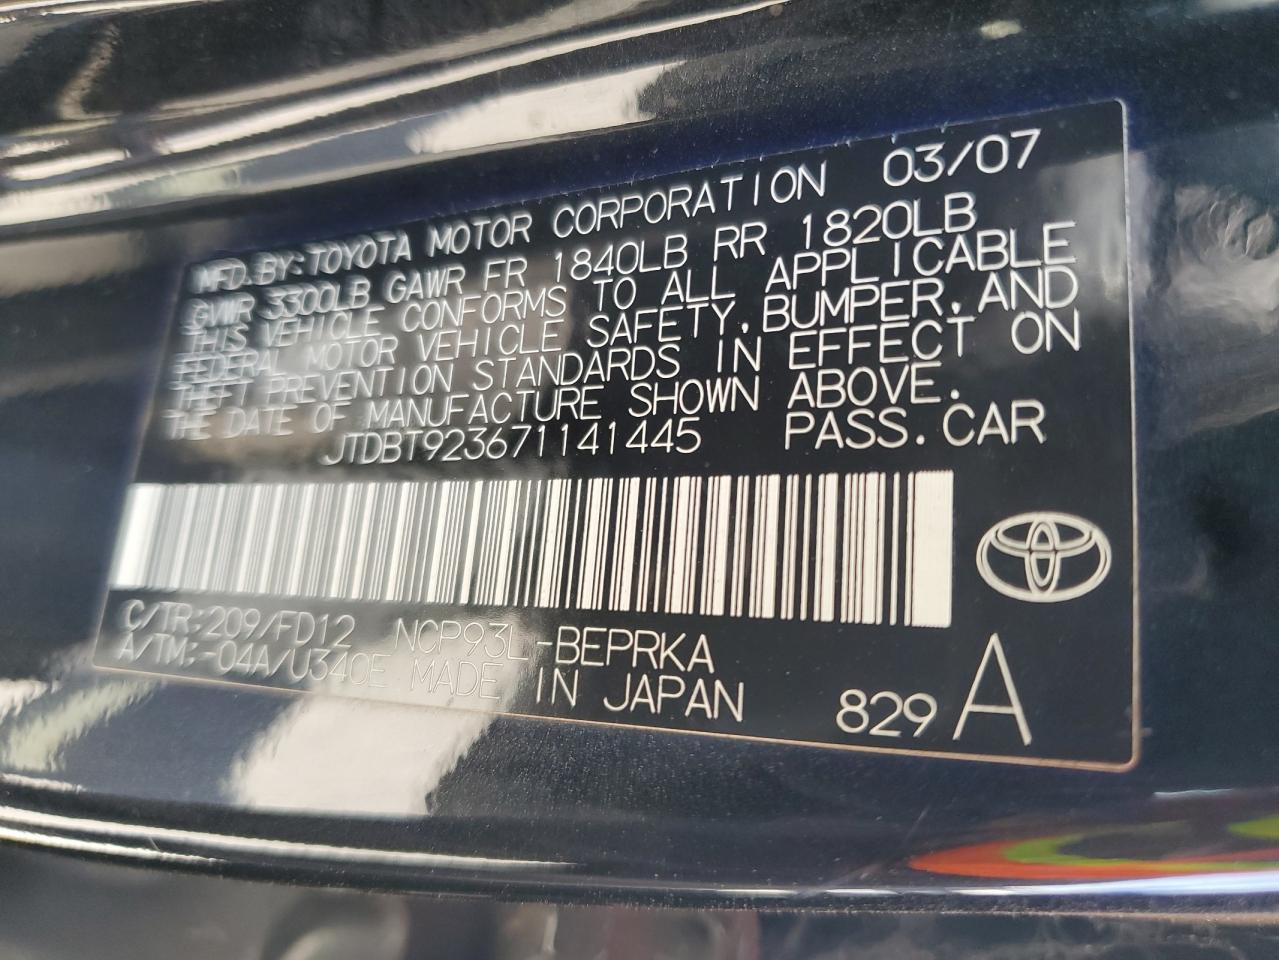 MFD.BY:TOYOTA MOTOR CORPORATION 03/07
GVWR 3300LB GAWR FR 1840LB RR 1820LB
THIS VEHICLE CONFORMS TO ALL APPLICABLE
FEDERAL MOTOR VEHICLE SAFETY,BUMPER,AND
THEFT PREVENTION STANDARDS IN EFFECT ON
THE DATE OF MANUFACTURE SHOWN ABOVE.
JTDBT923671141445 PASS.CAR
C/TR:209/FD12 NCP93L-BEPRKA
A/TM:-04A/U340E MADE IN JAPAN 829 A